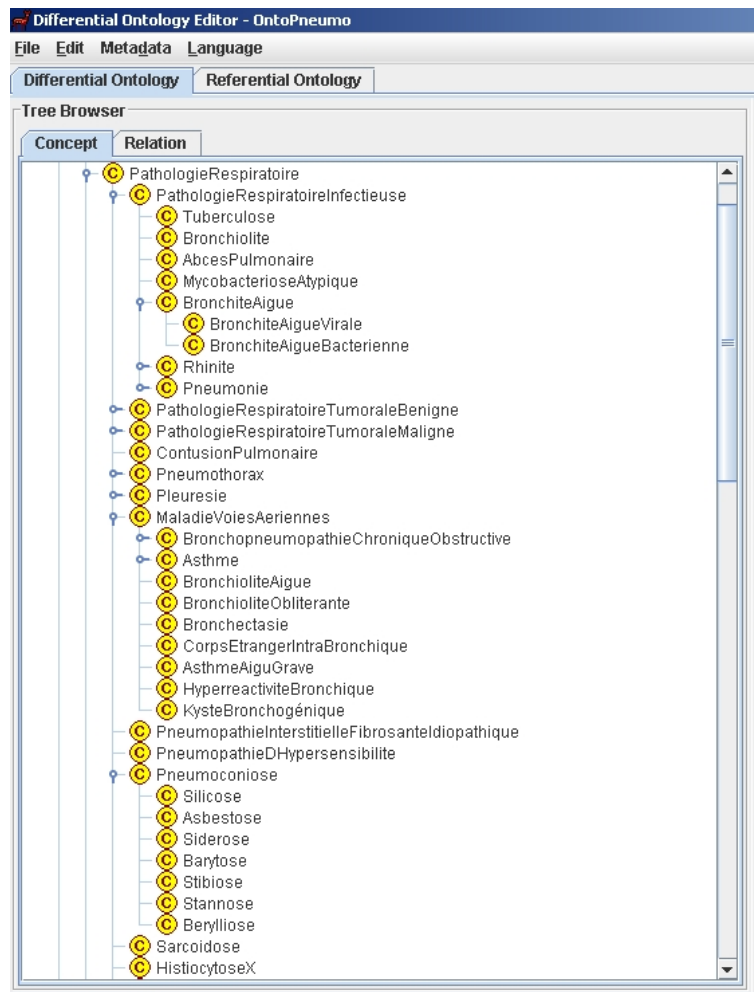 Differential Ontology Editor - OntoPneumo
File Edit Metadata Language
Differential Ontology Referential Ontology
Tree Browser
Concept Relation
C PathologieRespiratoire
C PathologieRespiratoireInfectieuse
C Tuberculose
C Bronchiolite
C AbcesPulmonaire
C MycobacterioseAtypique
C BronchiteAigue
C BronchiteAigueVirale
C BronchiteAigueBacterienne
C Rhinite
C Pneumonie
C PathologieRespiratoireTumoraleBenigne
C PathologieRespiratoireTumoraleMaligne
C ContusionPulmonaire
C Pneumothorax
C Pleuresie
C MaladieVoiesAeriennes
C BronchopneumopathieChroniqueObstructive
C Asthme
C BronchioliteAigue
C BronchioliteObliterante
C Bronchectasie
C CorpsEtrangerIntraBronchique
C AsthmeAiguGrave
C HyperreactiviteBronchique
C KysteBronchogénique
C PneumopathieInterstitielleFibrosanteIdiopathique
C PneumopathieDHypersensibilite
C Pneumoconiose
C Silicose
C Asbestose
C Siderose
C Barytose
C Stibiose
C Stannose
C Berylliose
C Sarcoidose
C HistiocytoseX